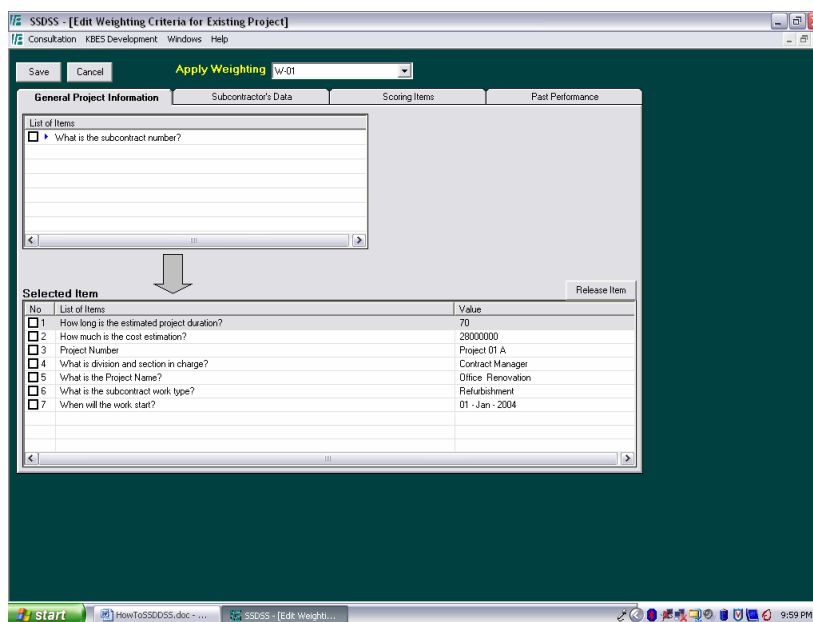 SSDSS - [Edit Weighting Criteria for Existing Project]
Consultation KBES Development Windows Help
Save Cancel Apply Weighting W-01
General Project Information Subcontractor's Data Scoring Items Past Performance
List of Items
What is the subcontract number?
Release Item
Selected Item
No List of Items Value
1 How long is the estimated project duration? 70
2 How much is the cost estimation? 28000000
3 Project Number Project 01 A
4 What is division and section in charge? Contract Manager
5 What is the Project Name? Office Renovation
6 What is the subcontract work type? Refurbishment
7 When will the work start? 01 - Jan - 2004
start HowToSSDDSS.doc - ... SSDSS - [Edit Weighti... 9:59 PM